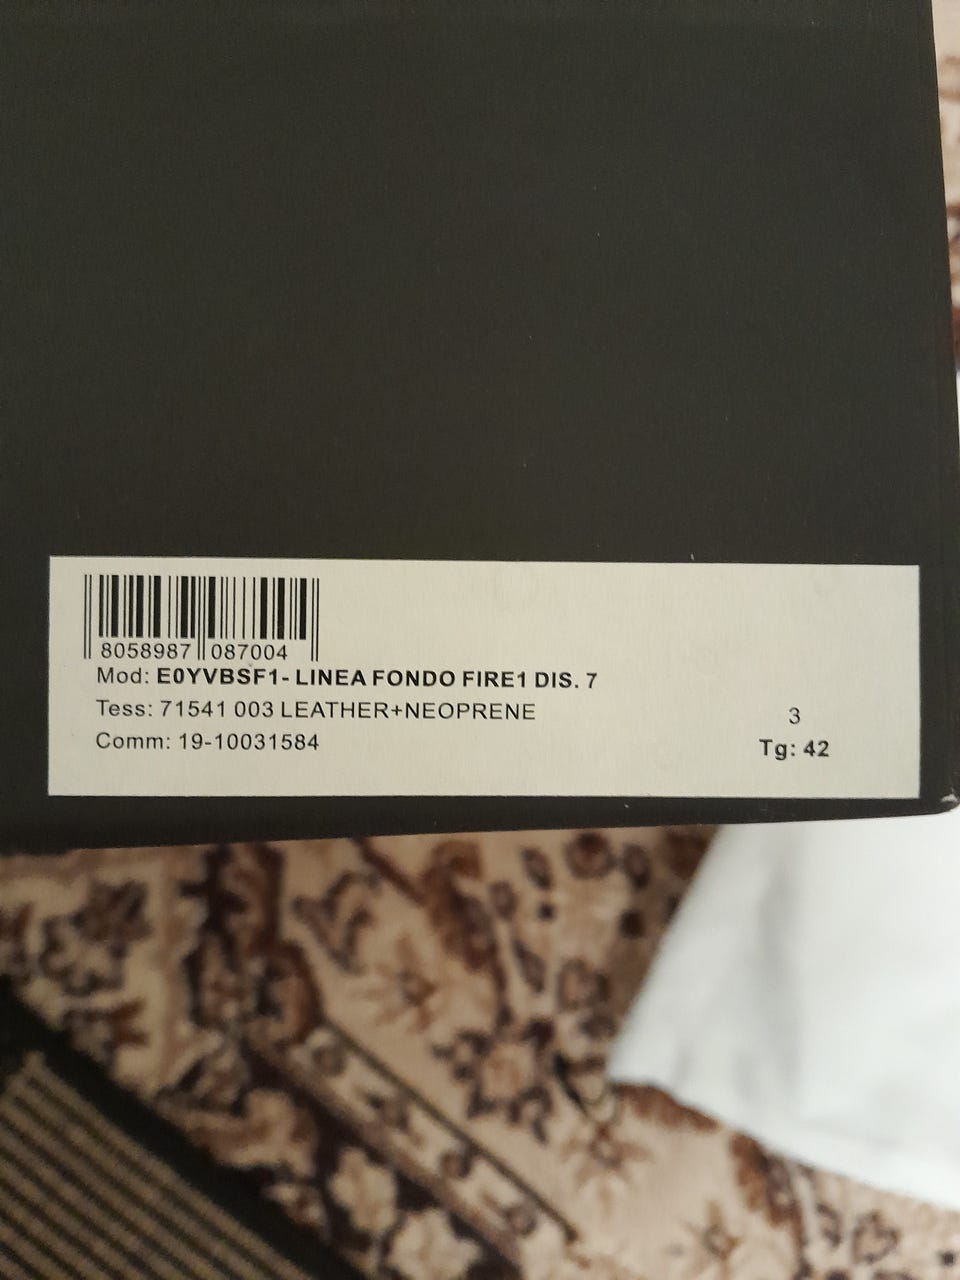 8058987 087004
Mod: E0YVBSF1- LINEA FONDO FIRE1 DIS. 7
Tess: 71541 003 LEATHER+NEOPRENE
3
Comm: 19-10031584
Tg: 42